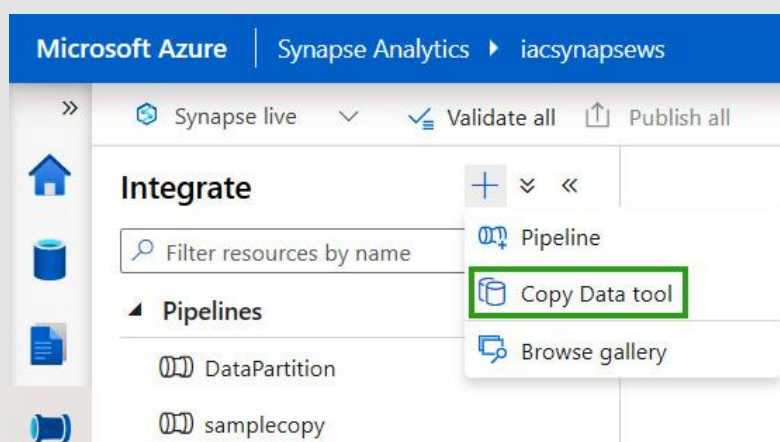 Microsoft Azure Synapse Analytics iacsynapsews
Synapse live Validate all Publish all
Integrate
Filter resources by name
Pipelines
DataPartition
samplecopy
Pipeline
Copy Data tool
Browse gallery